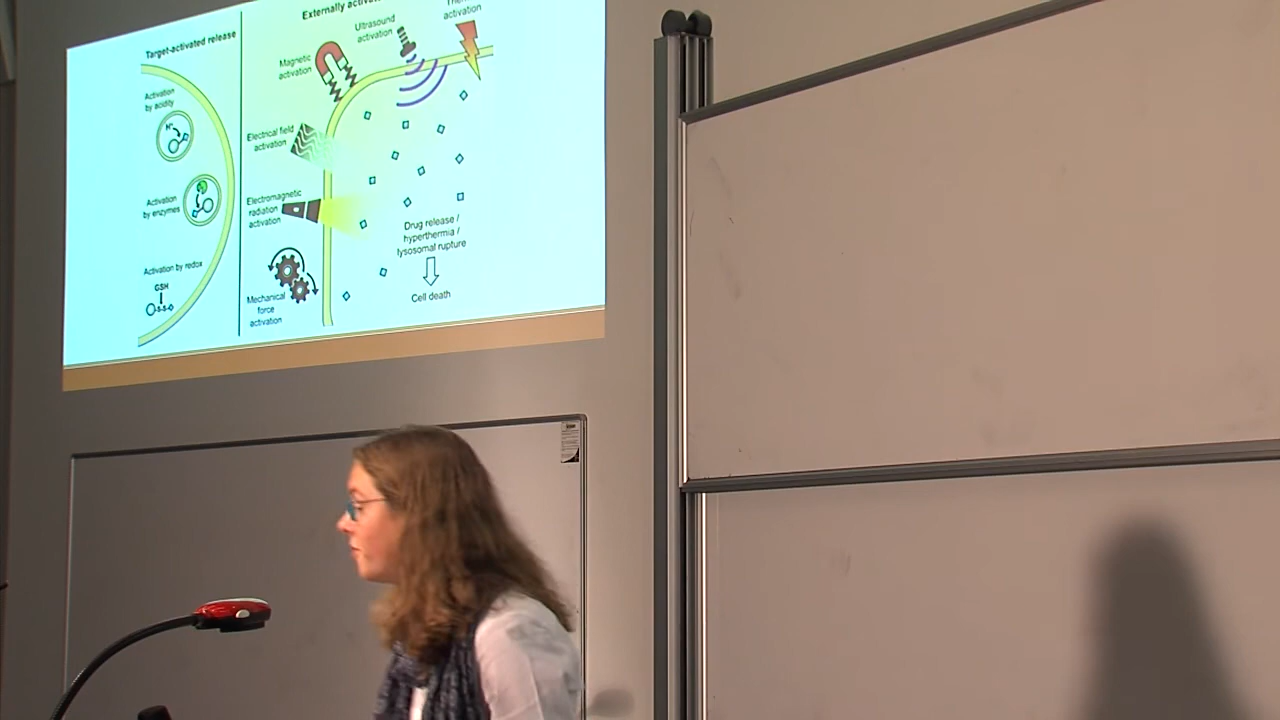 Target-activated release
Activation
by acidity
H⁺
Activation
by enzymes
Activation by redox
GSH
S-S
Externally
Magnetic
activation
Ultrasound
activation
activation
Electrical field
activation
Electromagnetic
radiation
activation
Mechanical
force
activation
Drug release /
hyperthermia /
lysosomal rupture
Cell death